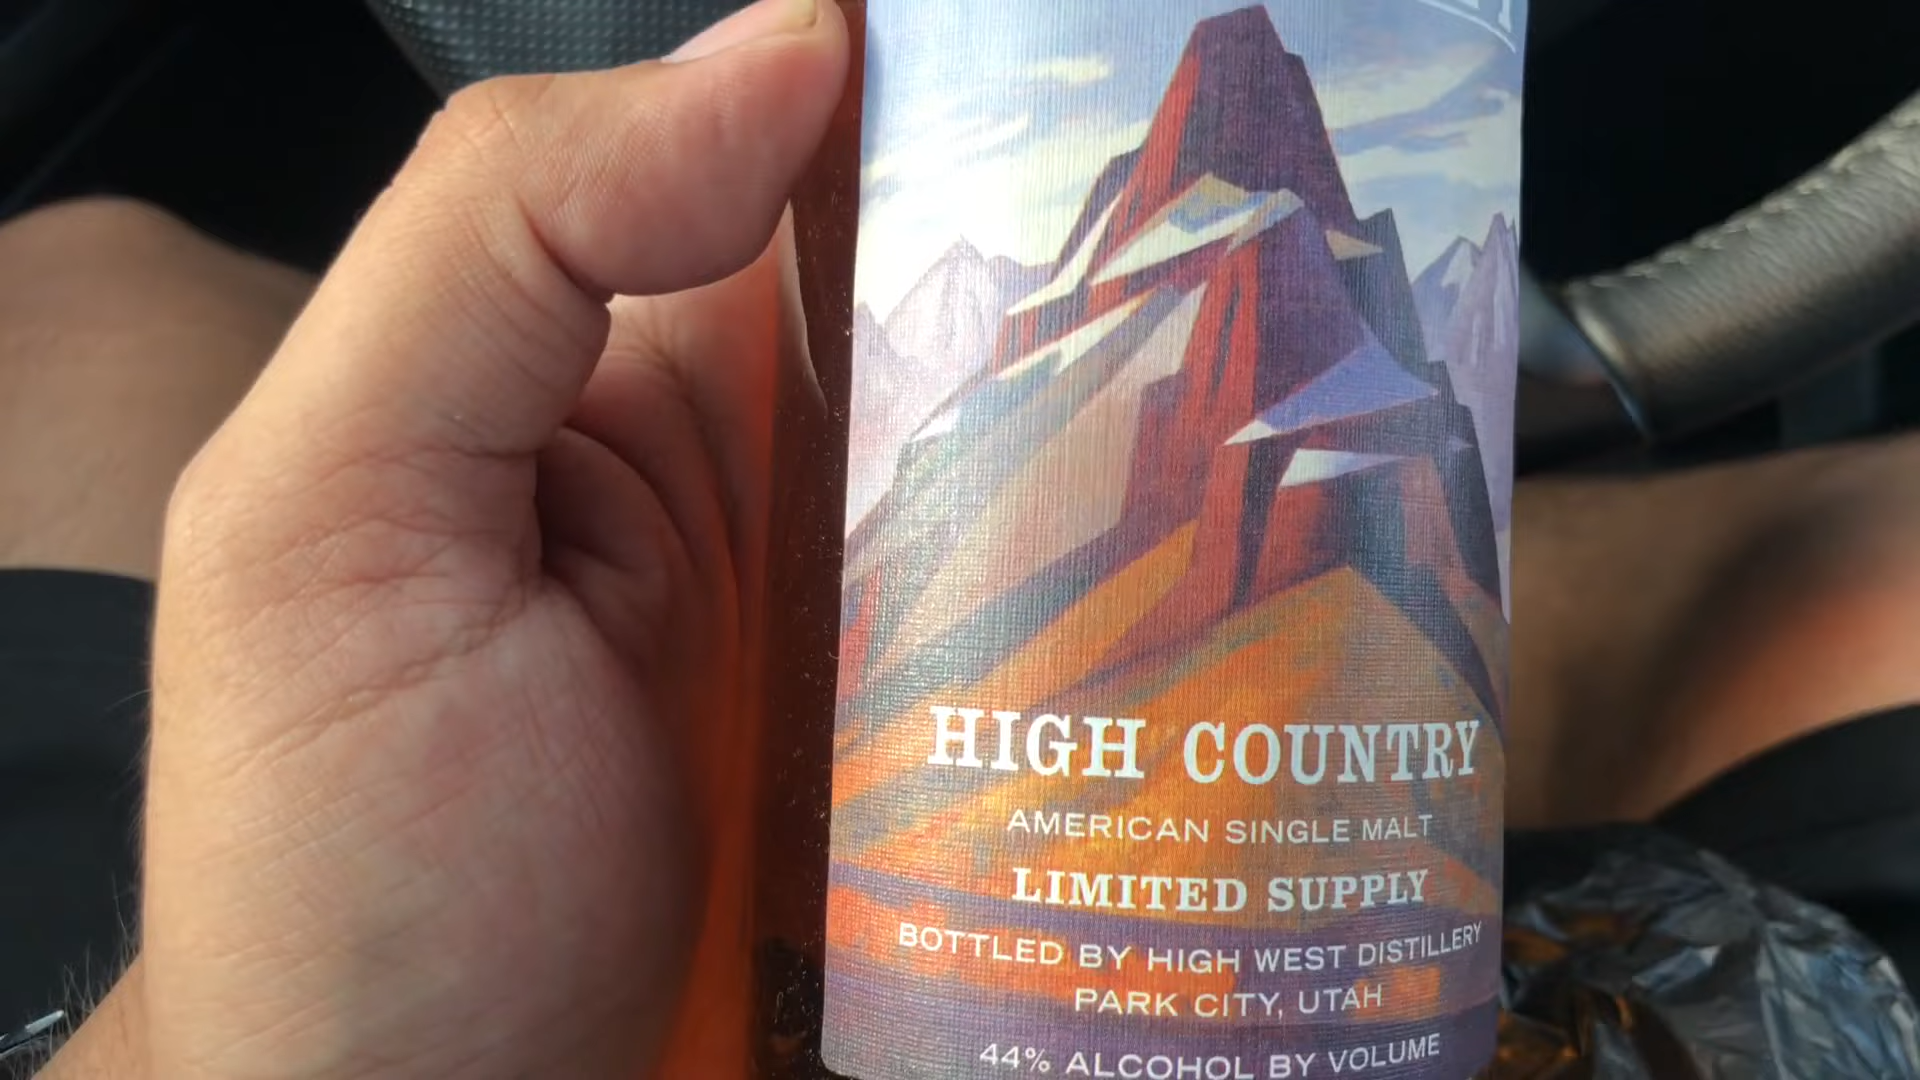 HIGH COUNTRY
AMERICAN SINGLE MALT
LIMITED SUPPLY
BOTTLED BY HIGH WEST DISTILLERY
PARK CITY, UTAH
44% ALCOHOL BY VOLUME